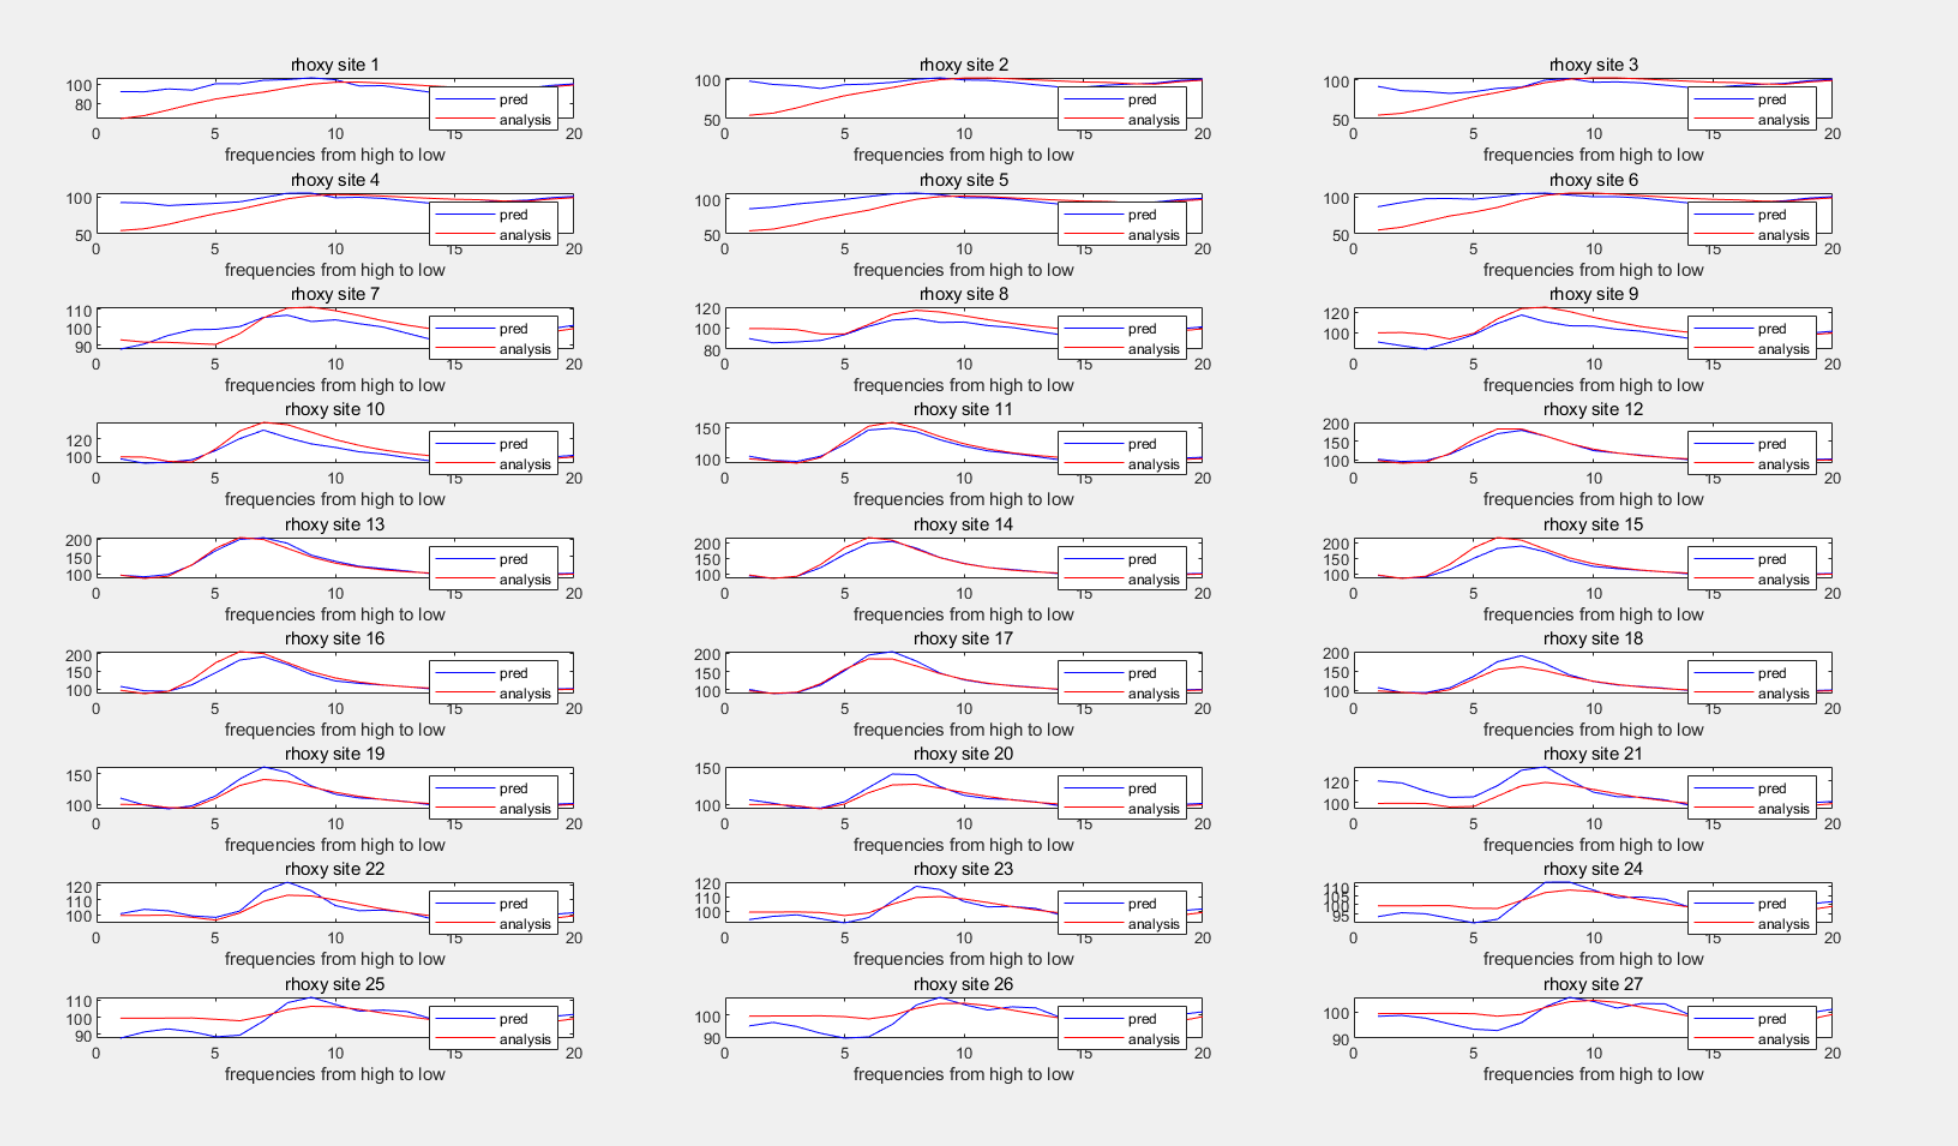 rhoxy site 1
100
80
pred
analysis
0 5 10 15 20
frequencies from high to low
rhoxy site 2
100
50
pred
analysis
0 5 10 15 20
frequencies from high to low
rhoxy site 3
100
50
pred
analysis
0 5 10 15 20
frequencies from high to low
rhoxy site 4
100
50
pred
analysis
0 5 10 15 20
frequencies from high to low
rhoxy site 5
100
50
pred
analysis
0 5 10 15 20
frequencies from high to low
rhoxy site 6
100
50
pred
analysis
0 5 10 15 20
frequencies from high to low
rhoxy site 7
110
100
90
pred
analysis
0 5 10 15 20
frequencies from high to low
rhoxy site 8
120
100
80
pred
analysis
0 5 10 15 20
frequencies from high to low
rhoxy site 9
120
100
pred
analysis
0 5 10 15 20
frequencies from high to low
rhoxy site 10
120
100
pred
analysis
0 5 10 15 20
frequencies from high to low
rhoxy site 11
150
100
pred
analysis
0 5 10 15 20
frequencies from high to low
rhoxy site 12
200
150
100
pred
analysis
0 5 10 15 20
frequencies from high to low
rhoxy site 13
200
150
100
pred
analysis
0 5 10 15 20
frequencies from high to low
rhoxy site 14
200
150
100
pred
analysis
0 5 10 15 20
frequencies from high to low
rhoxy site 15
200
150
100
pred
analysis
0 5 10 15 20
frequencies from high to low
rhoxy site 16
200
150
100
pred
analysis
0 5 10 15 20
frequencies from high to low
rhoxy site 17
200
150
100
pred
analysis
0 5 10 15 20
frequencies from high to low
rhoxy site 18
200
150
100
pred
analysis
0 5 10 15 20
frequencies from high to low
rhoxy site 19
150
100
pred
analysis
0 5 10 15 20
frequencies from high to low
rhoxy site 20
150
100
pred
analysis
0 5 10 15 20
frequencies from high to low
rhoxy site 21
120
100
pred
analysis
0 5 10 15 20
frequencies from high to low
rhoxy site 22
120
110
100
pred
analysis
0 5 10 15 20
frequencies from high to low
rhoxy site 23
120
100
pred
analysis
0 5 10 15 20
frequencies from high to low
rhoxy site 24
110
105
100
95
pred
analysis
0 5 10 15 20
frequencies from high to low
rhoxy site 25
110
100
90
pred
analysis
0 5 10 15 20
frequencies from high to low
rhoxy site 26
100
90
pred
analysis
0 5 10 15 20
frequencies from high to low
rhoxy site 27
100
90
pred
analysis
0 5 10 15 20
frequencies from high to low